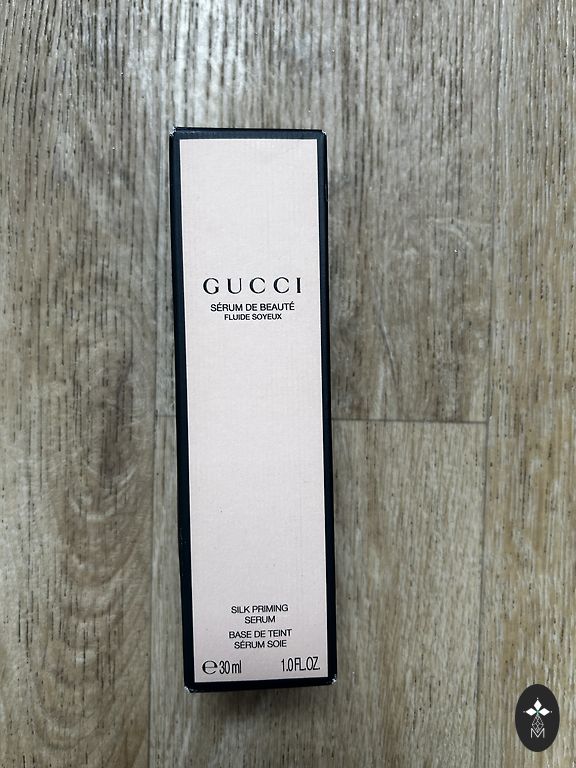 GUCCI
SÉRUM DE BEAUTÉ
FLUIDE SOYEUX
SILK PRIMING
SERUM
BASE DE TEINT
SÉRUM SOIE
℮30 ml 1.0 FL.OZ.
M